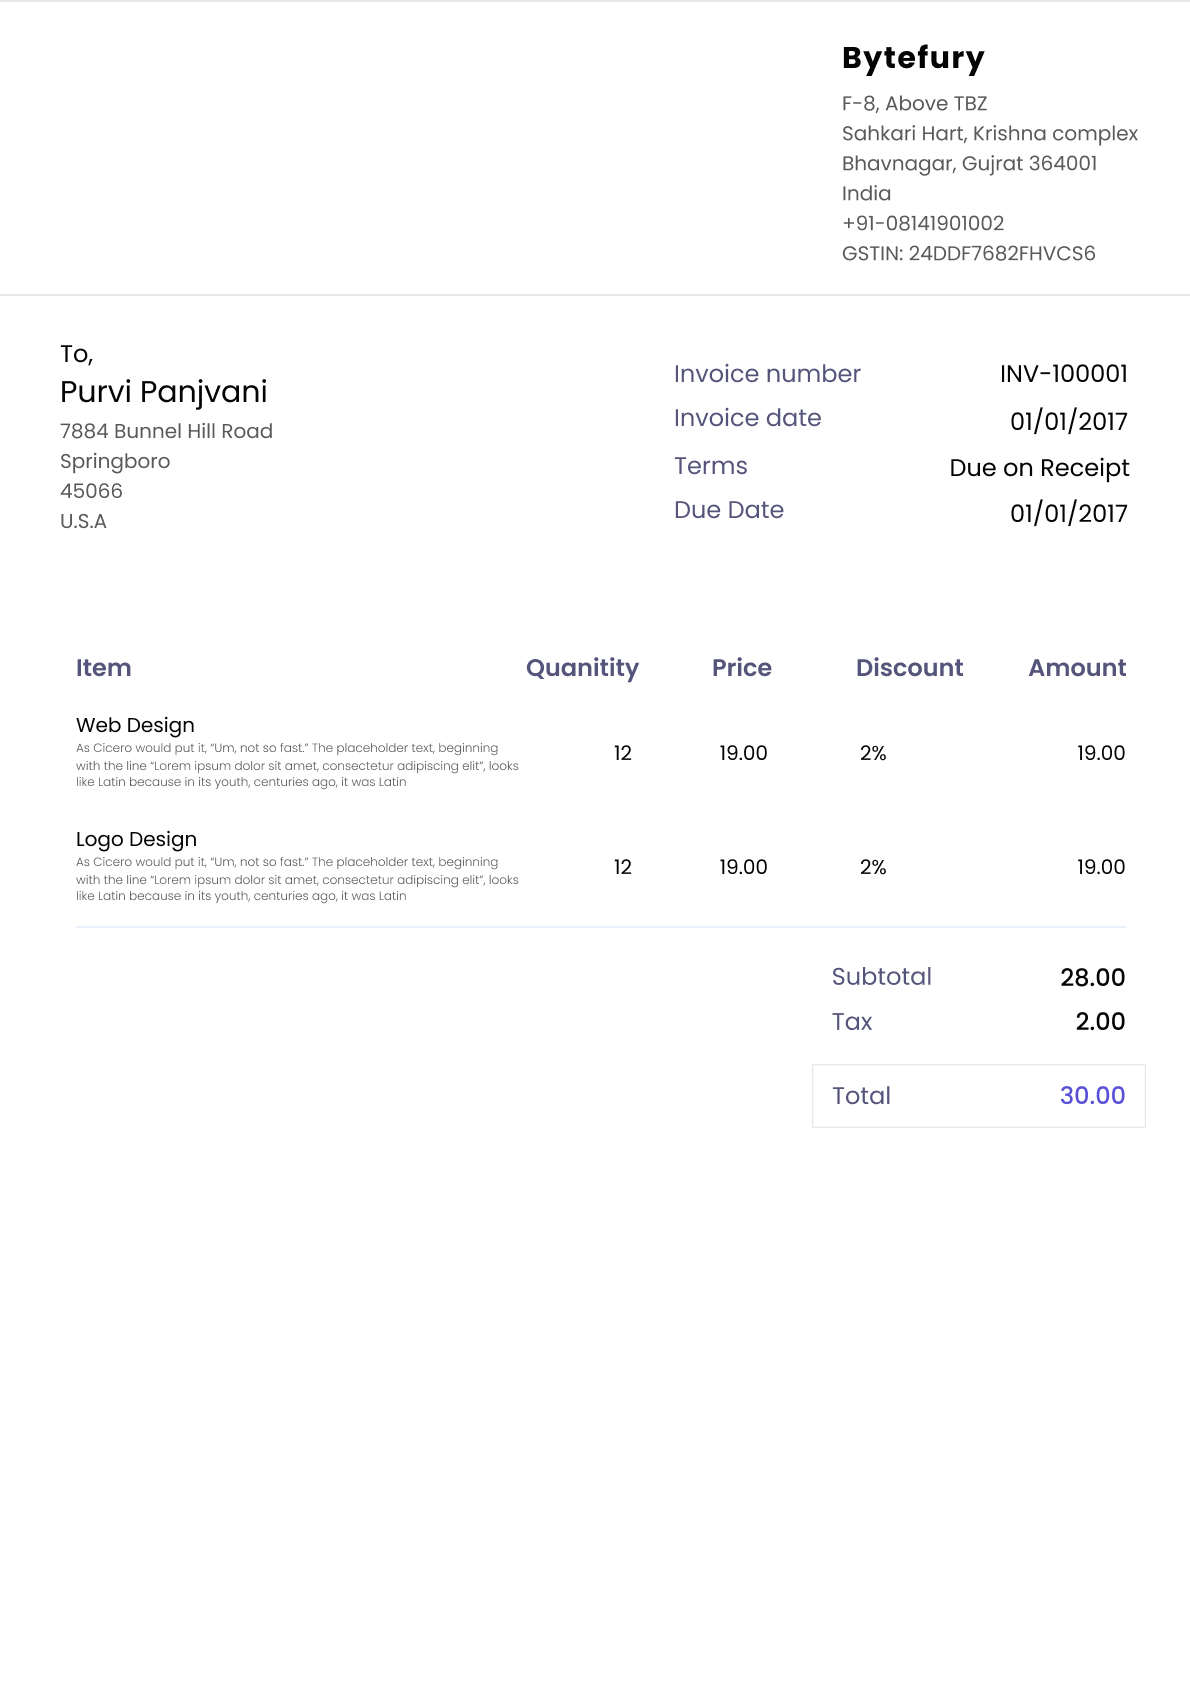 Bytefury
F-8, Above TBZ
Sahkari Hart, Krishna complex
Bhavnagar, Gujrat 364001
India
+91-08141901002
GSTIN: 24DDF7682FHVCS6
To,
Purvi Panjvani
7884 Bunnel Hill Road
Springboro
45066
U.S.A
Invoice number INV-100001
Invoice date 01/01/2017
Terms Due on Receipt
Due Date 01/01/2017
Item Quanitity Price Discount Amount
Web Design
As Cicero would put it, “Um, not so fast.” The placeholder text, beginning
with the line “Lorem ipsum dolor sit amet, consectetur adipiscing elit”, looks
like Latin because in its youth, centuries ago, it was Latin
12 19.00 2% 19.00
Logo Design
As Cicero would put it, “Um, not so fast.” The placeholder text, beginning
with the line “Lorem ipsum dolor sit amet, consectetur adipiscing elit”, looks
like Latin because in its youth, centuries ago, it was Latin
12 19.00 2% 19.00
Subtotal 28.00
Tax 2.00
Total 30.00